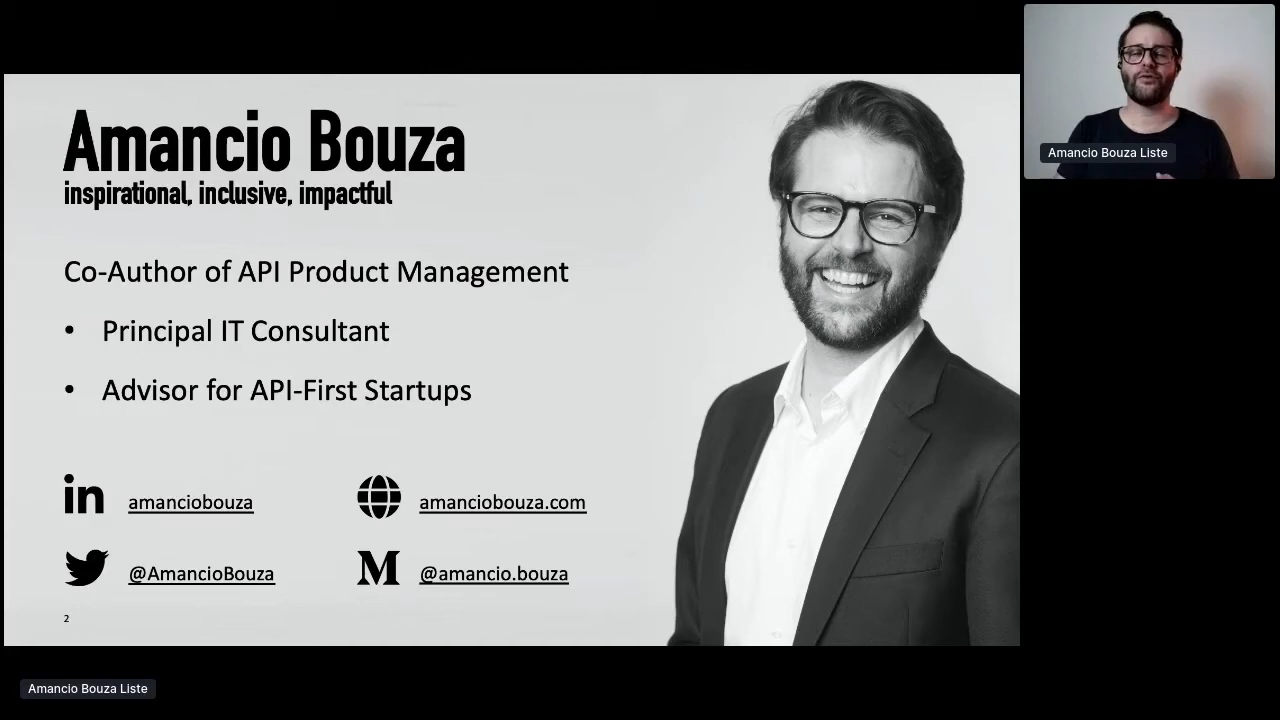 Amancio Bouza
inspirational, inclusive, impactful
Co-Author of API Product Management
• Principal IT Consultant
• Advisor for API-First Startups
in amanciobouza
amanciobouza.com
@AmancioBouza
M @amancio.bouza
2
Amancio Bouza Liste
Amancio Bouza Liste